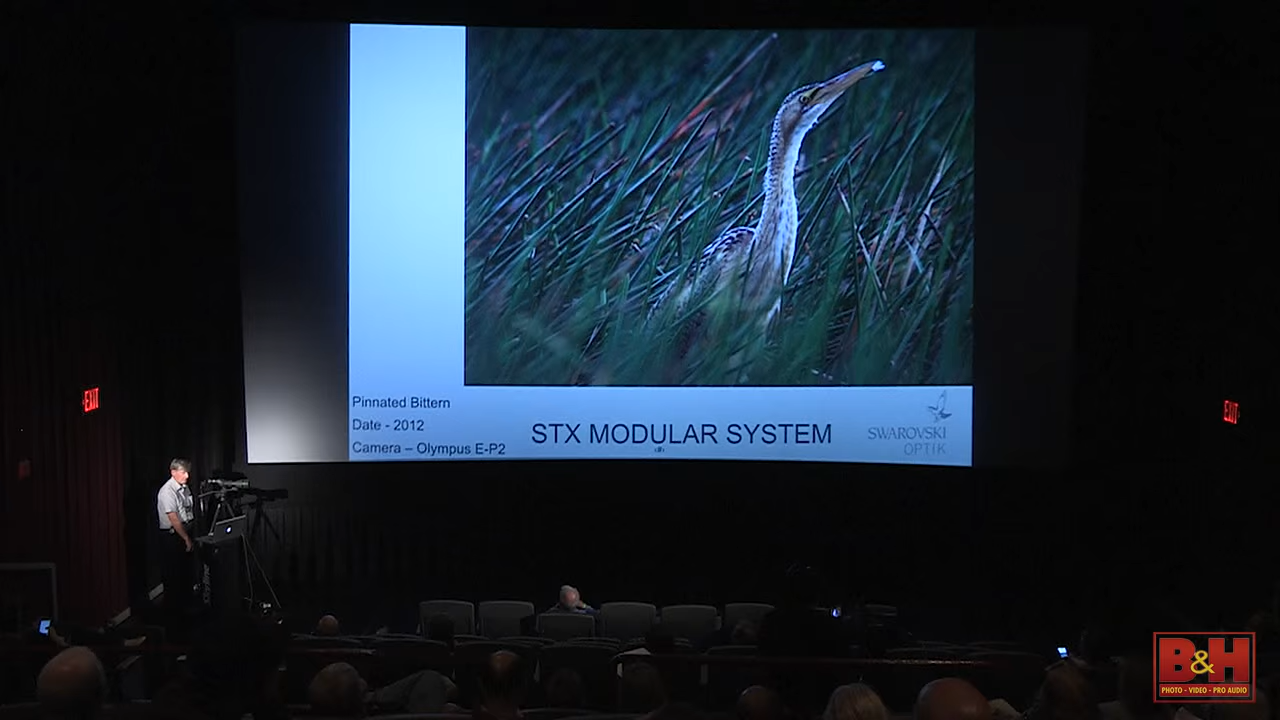 Pinnated Bittern
Date - 2012
Camera – Olympus E-P2
STX MODULAR SYSTEM
SWAROVSKI
OPTIK
EXIT
EXIT
B&H
PHOTO - VIDEO - PRO AUDIO